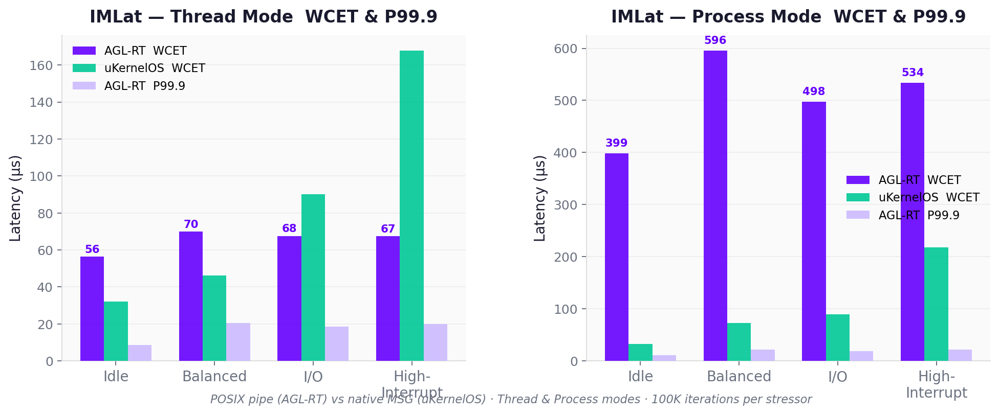 IMLat — Thread Mode  WCET & P99.9
AGL-RT  WCET
uKernelOS  WCET
AGL-RT  P99.9
Latency (µs)
160
140
120
100
80
60
40
20
0
56
70
68
67
Idle
Balanced
I/O
High-
Interrupt
IMLat — Process Mode  WCET & P99.9
AGL-RT  WCET
uKernelOS  WCET
AGL-RT  P99.9
Latency (µs)
600
500
400
300
200
100
0
399
596
498
534
Idle
Balanced
I/O
High-
Interrupt
POSIX pipe (AGL-RT) vs native MSG (uKernelOS) · Thread & Process modes · 100K iterations per stressor